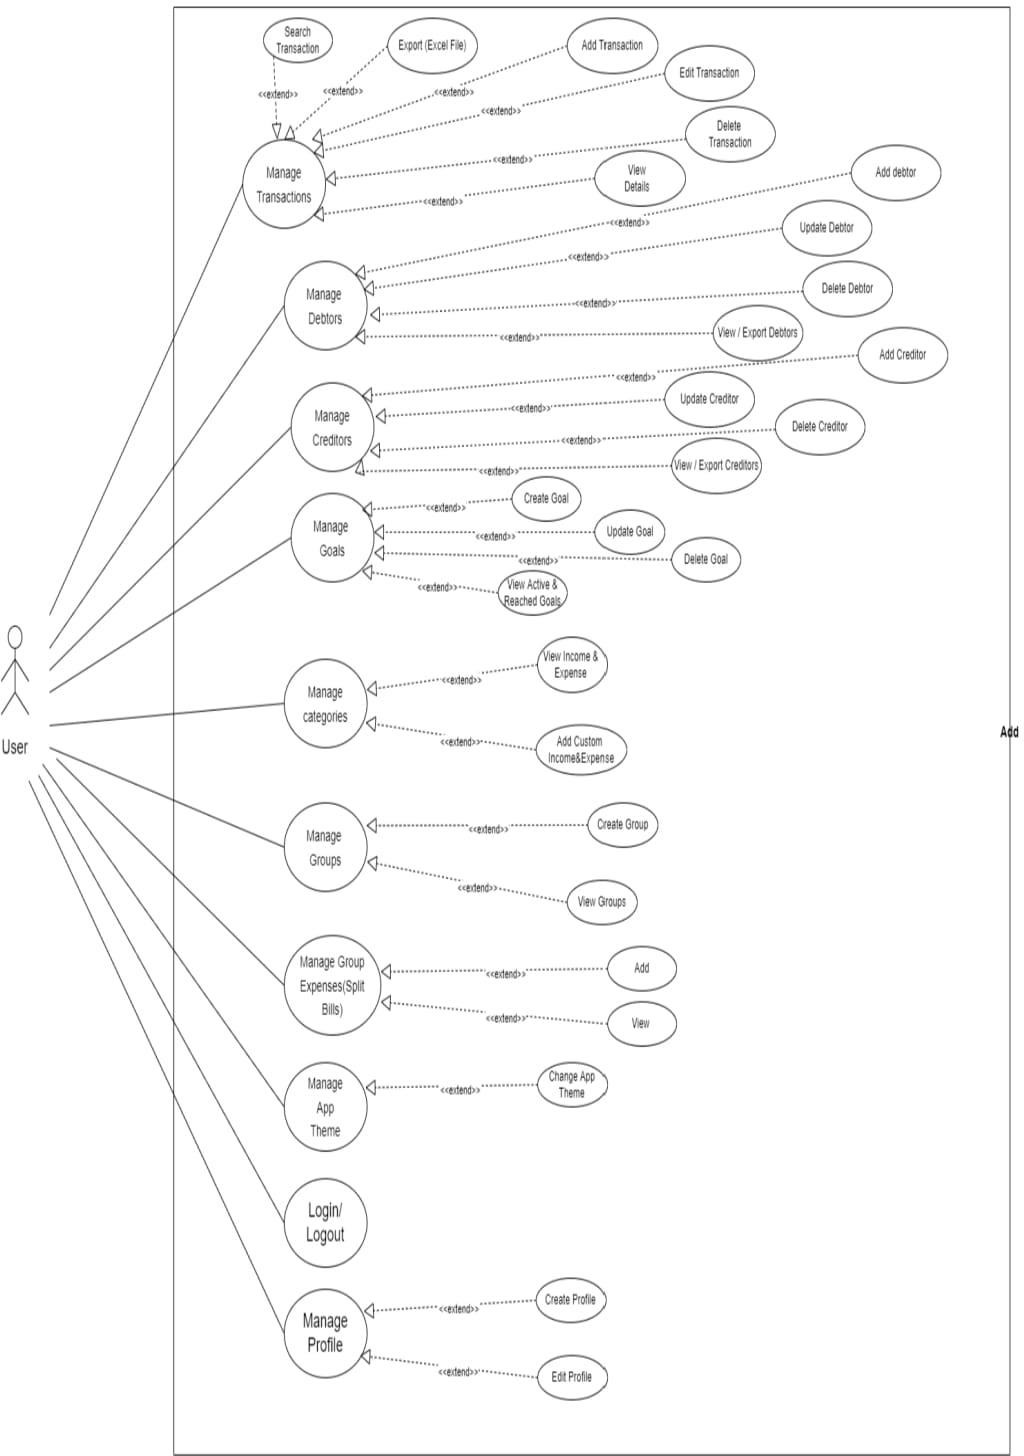 Search
Transaction
Export (Excel File)
Add Transaction
Edit Transaction
<<extend>>
<<extend>>
<<extend>>
<<extend>>
Delete
Transaction
Manage
Transactions
<<extend>>
View
Details
<<extend>>
Add debtor
<<extend>>
Update Debtor
<<extend>>
Manage
Debtors
Delete Debtor
<<extend>>
View / Export Debtors
<<extend>>
Add Creditor
<<extend>>
Manage
Creditors
Update Creditor
<<extend>>
Delete Creditor
<<extend>>
View / Export Creditors
<<extend>>
Manage
Goals
Create Goal
<<extend>>
Update Goal
<<extend>>
Delete Goal
<<extend>>
View Active &
Reached Goals
<<extend>>
User
Manage
categories
View Income &
Expense
<<extend>>
Add Custom
Income&Expense
<<extend>>
Add
Manage
Groups
Create Group
<<extend>>
View Groups
<<extend>>
Manage Group
Expenses(Split
Bills)
Add
<<extend>>
View
<<extend>>
Manage
App
Theme
Change App
Theme
<<extend>>
Login/
Logout
Manage
Profile
Create Profile
<<extend>>
Edit Profile
<<extend>>